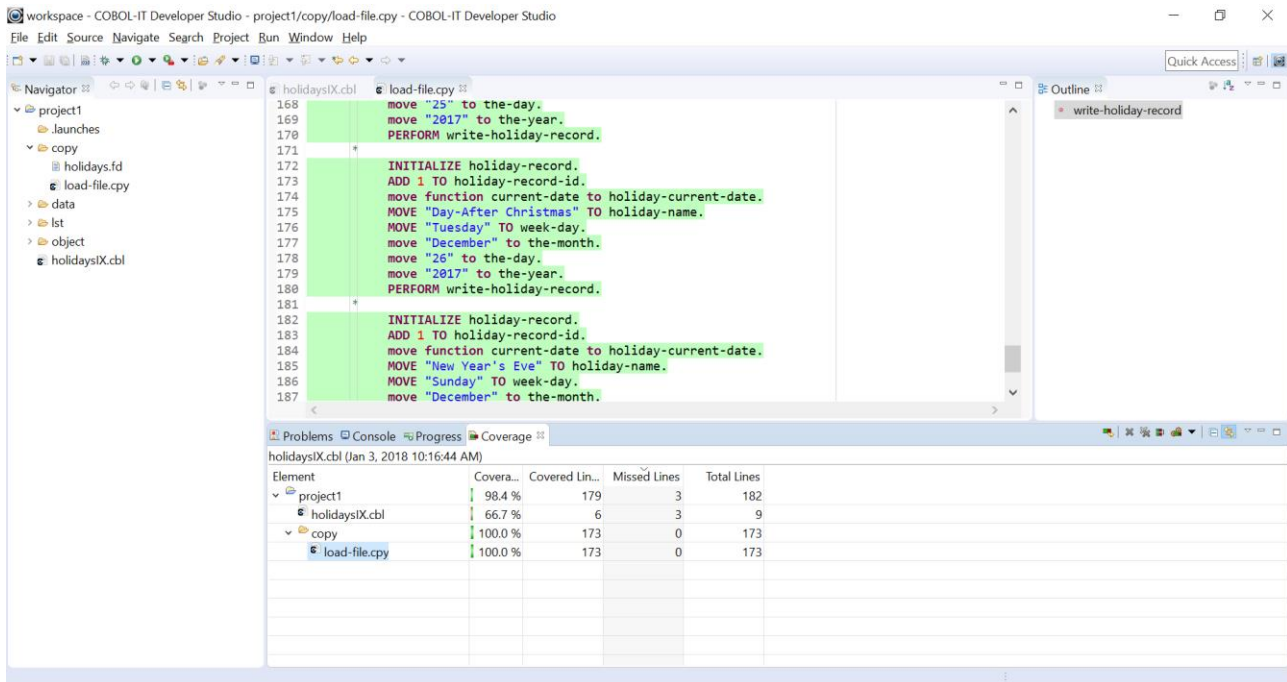 workspace - COBOL-IT Developer Studio - project1/copy/load-file.cpy - COBOL-IT Developer Studio
File Edit Source Navigate Search Project Run Window Help
Quick Access
Navigator
project1
.launches
copy
holidays.fd
load-file.cpy
data
lst
object
holidaysIX.cbl
holidaysIX.cbl load-file.cpy
168 move "25" to the-day.
169 move "2017" to the-year.
170 PERFORM write-holiday-record.
171 *
172 INITIALIZE holiday-record.
173 ADD 1 TO holiday-record-id.
174 move function current-date to holiday-current-date.
175 MOVE "Day-After Christmas" TO holiday-name.
176 MOVE "Tuesday" TO week-day.
177 move "December" to the-month.
178 move "26" to the-day.
179 move "2017" to the-year.
180 PERFORM write-holiday-record.
181 *
182 INITIALIZE holiday-record.
183 ADD 1 TO holiday-record-id.
184 move function current-date to holiday-current-date.
185 MOVE "New Year's Eve" TO holiday-name.
186 MOVE "Sunday" TO week-day.
187 move "December" to the-month.
Outline
write-holiday-record
Problems Console Progress Coverage
holidaysIX.cbl (Jan 3, 2018 10:16:44 AM)
Element Covera... Covered Lin... Missed Lines Total Lines
project1 98.4 % 179 3 182
holidaysIX.cbl 66.7 % 6 3 9
copy 100.0 % 173 0 173
load-file.cpy 100.0 % 173 0 173